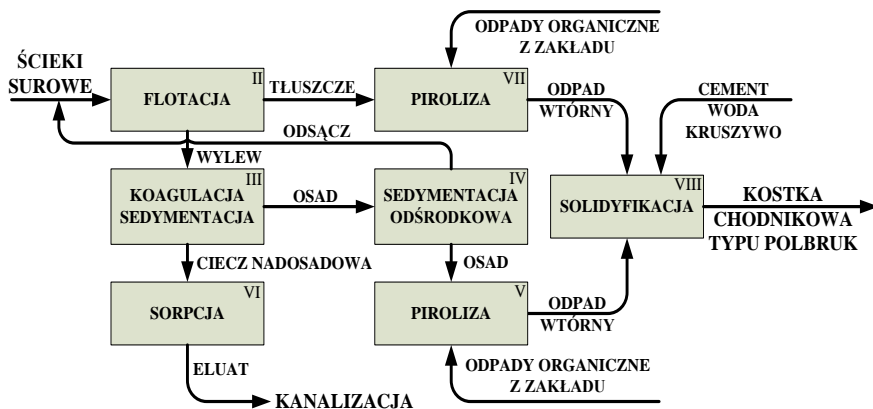 ODPADY ORGANICZNE
Z ZAKŁADU
ŚCIEKI
SUROWE
II
FLOTACJA
TŁUSZCZE
VII
PIROLIZA
ODPAD
WTÓRNY
CEMENT
WODA
KRUSZYWO
ODSĄCZ
WYLEW
III
KOAGULACJA
SEDYMENTACJA
OSAD
IV
SEDYMENTACJA
ODŚRODKOWA
VIII
SOLIDYFIKACJA
KOSTKA
CHODNIKOWA
TYPU POLBRUK
CIECZ NADOSADOWA
OSAD
VI
SORPCJA
V
PIROLIZA
ODPAD
WTÓRNY
ELUAT
KANALIZACJA
ODPADY ORGANICZNE
Z ZAKŁADU